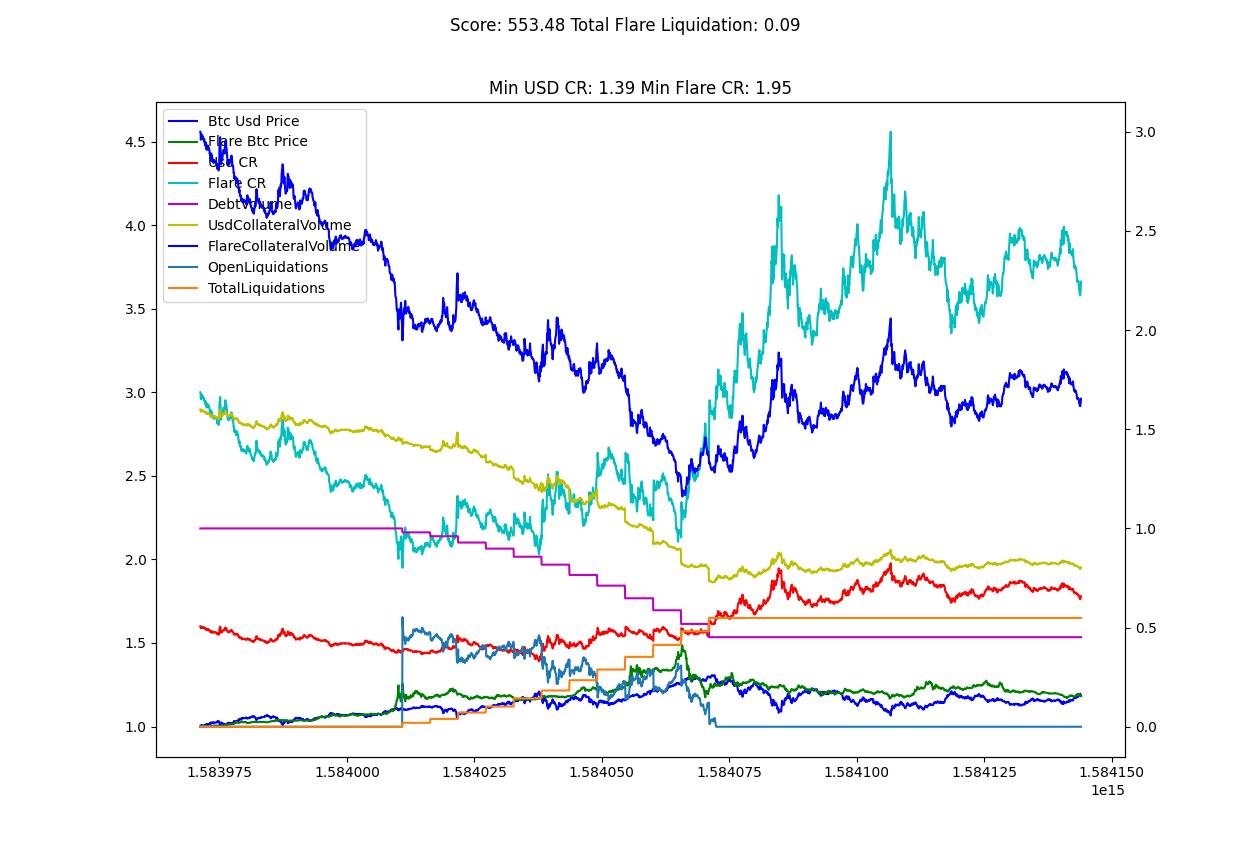 Score: 553.48 Total Flare Liquidation: 0.09
Min USD CR: 1.39 Min Flare CR: 1.95
Btc Usd Price
Flare Btc Price
Usd CR
Flare CR
DebtVolume
UsdCollateralVolume
FlareCollateralVolume
OpenLiquidations
TotalLiquidations
4.5
4.0
3.5
3.0
2.5
2.0
1.5
1.0
3.0
2.5
2.0
1.5
1.0
0.5
0.0
1.583975 1.584000 1.584025 1.584050 1.584075 1.584100 1.584125 1.584150
1e15